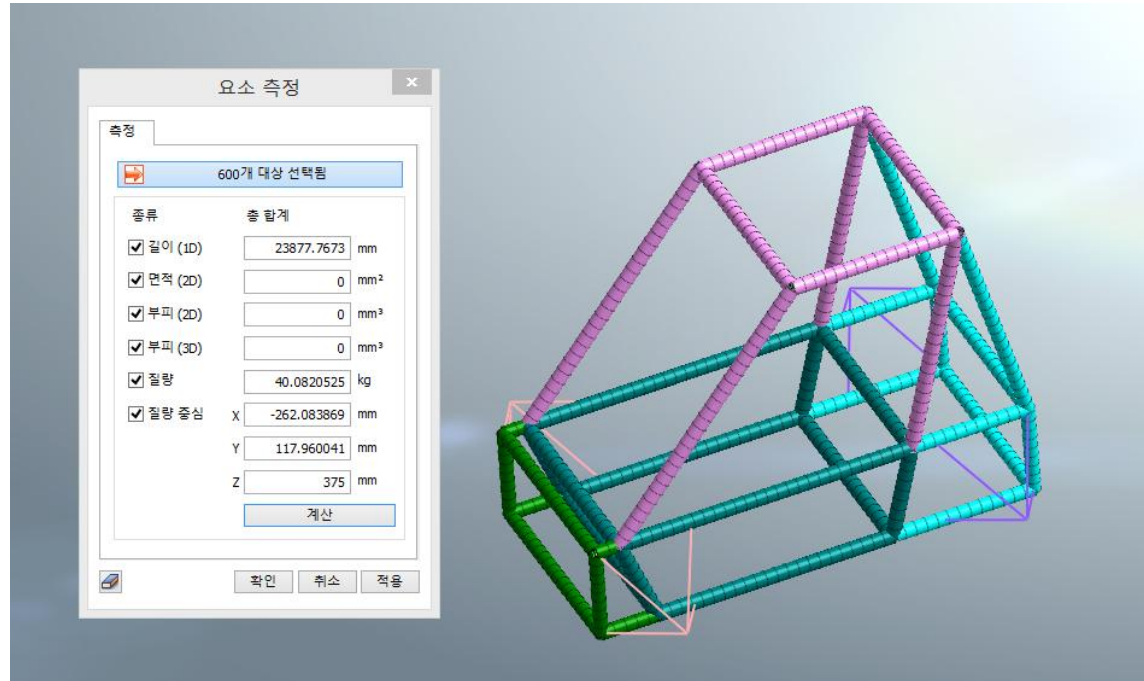 요소 측정
측정
600개 대상 선택됨
종류 총 합계
길이 (1D) 23877.7673 mm
면적 (2D) 0 mm²
부피 (2D) 0 mm³
부피 (3D) 0 mm³
질량 40.0820525 kg
질량 중심 X -262.083869 mm
Y 117.960041 mm
Z 375 mm
계산
확인 취소 적용